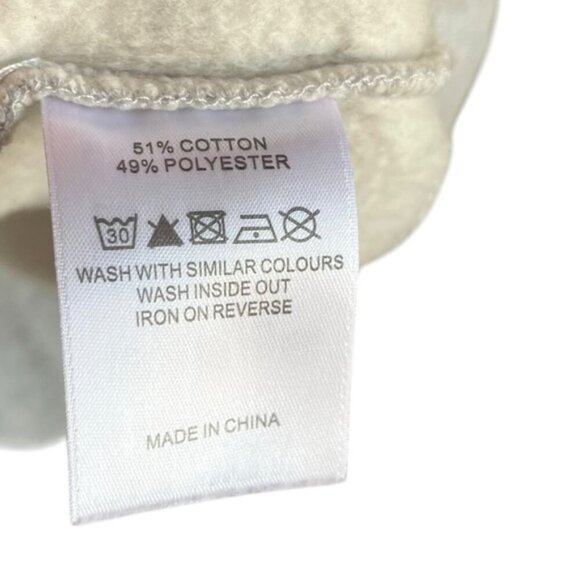 51% COTTON
49% POLYESTER
30
WASH WITH SIMILAR COLOURS
WASH INSIDE OUT
IRON ON REVERSE
MADE IN CHINA